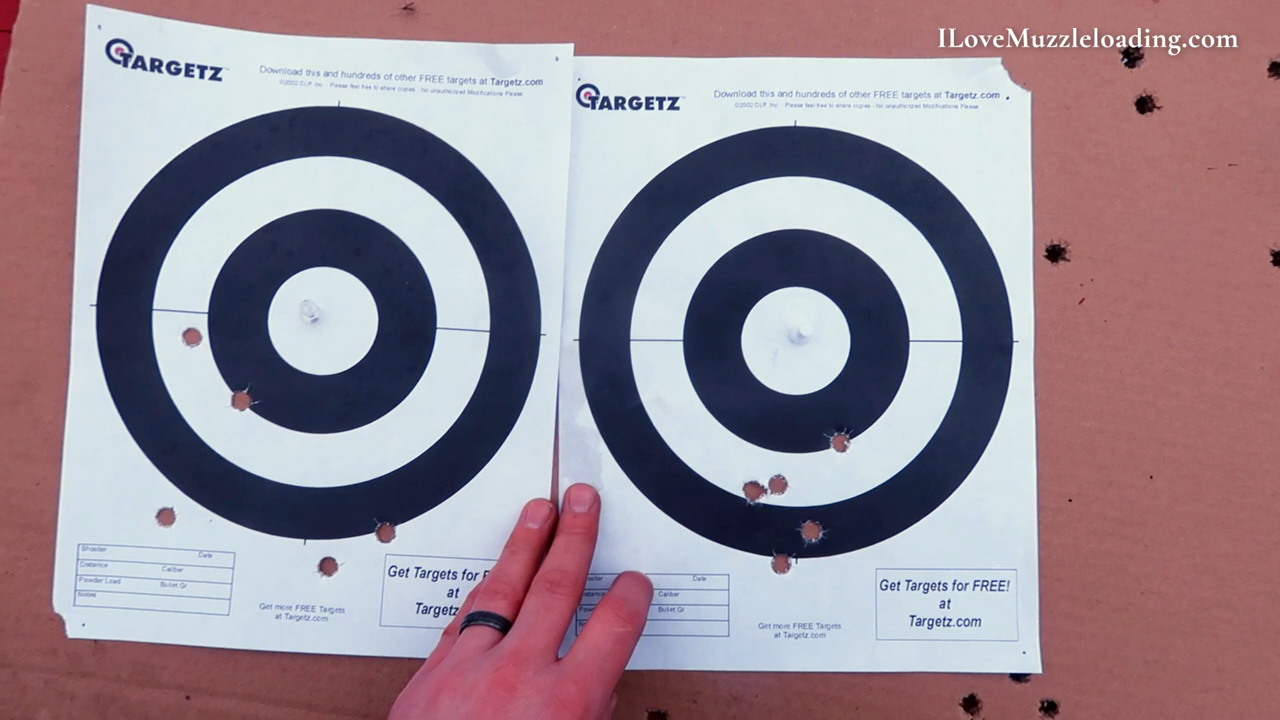 ILoveMuzzleloading.com
TARGETZ™
Download this and hundreds of other FREE targets at Targetz.com
©2002 DLP, Inc. - Please feel free to share copies - No unauthorized Modifications Please
Shooter Date
Distance Caliber
Powder Load Bullet Gr
Notes
Get more FREE Targets
at Targetz.com
Get Targets for F
at
Targetz
TARGETZ™
Download this and hundreds of other FREE targets at Targetz.com
©2002 DLP, Inc. - Please feel free to share copies - No unauthorized Modifications Please
ooter Date
Caliber
Bullet Gr
Get more FREE Targets
at Targetz.com
Get Targets for FREE!
at
Targetz.com